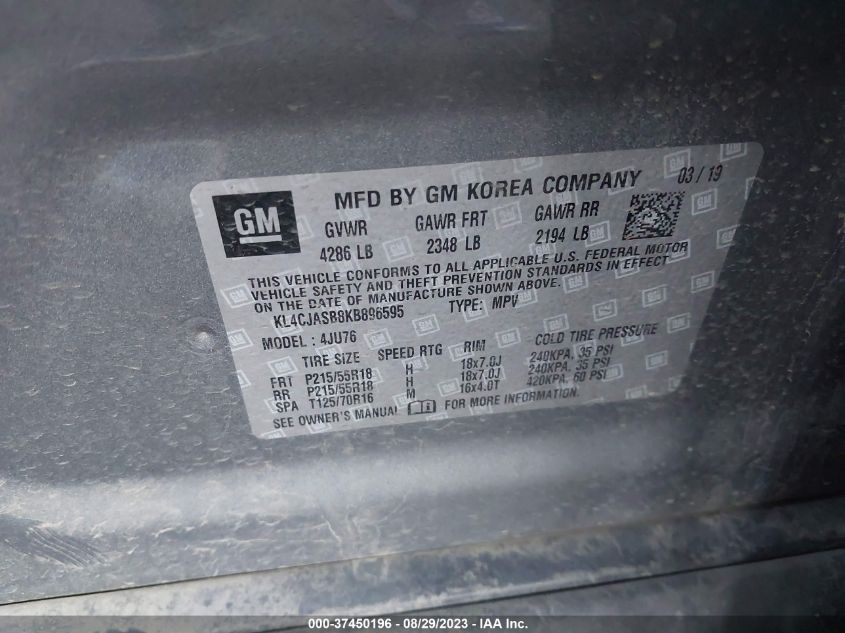 GM
MFD BY GM KOREA COMPANY 03/19
GVWR GAWR FRT GAWR RR
4286 LB 2348 LB 2194 LB
THIS VEHICLE CONFORMS TO ALL APPLICABLE U.S. FEDERAL MOTOR
VEHICLE SAFETY AND THEFT PREVENTION STANDARDS IN EFFECT
ON THE DATE OF MANUFACTURE SHOWN ABOVE.
KL4CJASB8KB896595 TYPE: MPV
MODEL: 4JU76
TIRE SIZE SPEED RTG RIM COLD TIRE PRESSURE
FRT P215/55R18 H 18x7.0J 240KPA, 35 PSI
RR P215/55R18 H 18x7.0J 240KPA, 35 PSI
SPA T125/70R16 M 16x4.0T 420KPA, 60 PSI
SEE OWNER'S MANUAL FOR MORE INFORMATION.
000-37450196 - 08/29/2023 - IAA Inc.